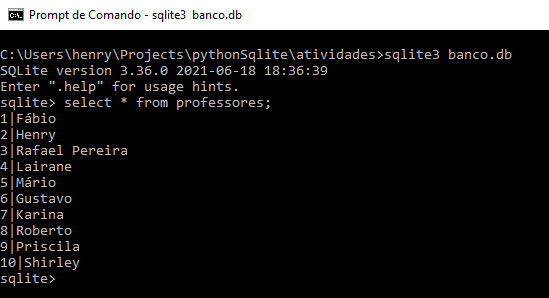 Prompt de Comando - sqlite3 banco.db
C:\Users\henry\Projects\pythonSqlite\atividades>sqlite3 banco.db
SQLite version 3.36.0 2021-06-18 18:36:39
Enter ".help" for usage hints.
sqlite> select * from professores;
1|Fábio
2|Henry
3|Rafael Pereira
4|Lairane
5|Mário
6|Gustavo
7|Karina
8|Roberto
9|Priscila
10|Shirley
sqlite>